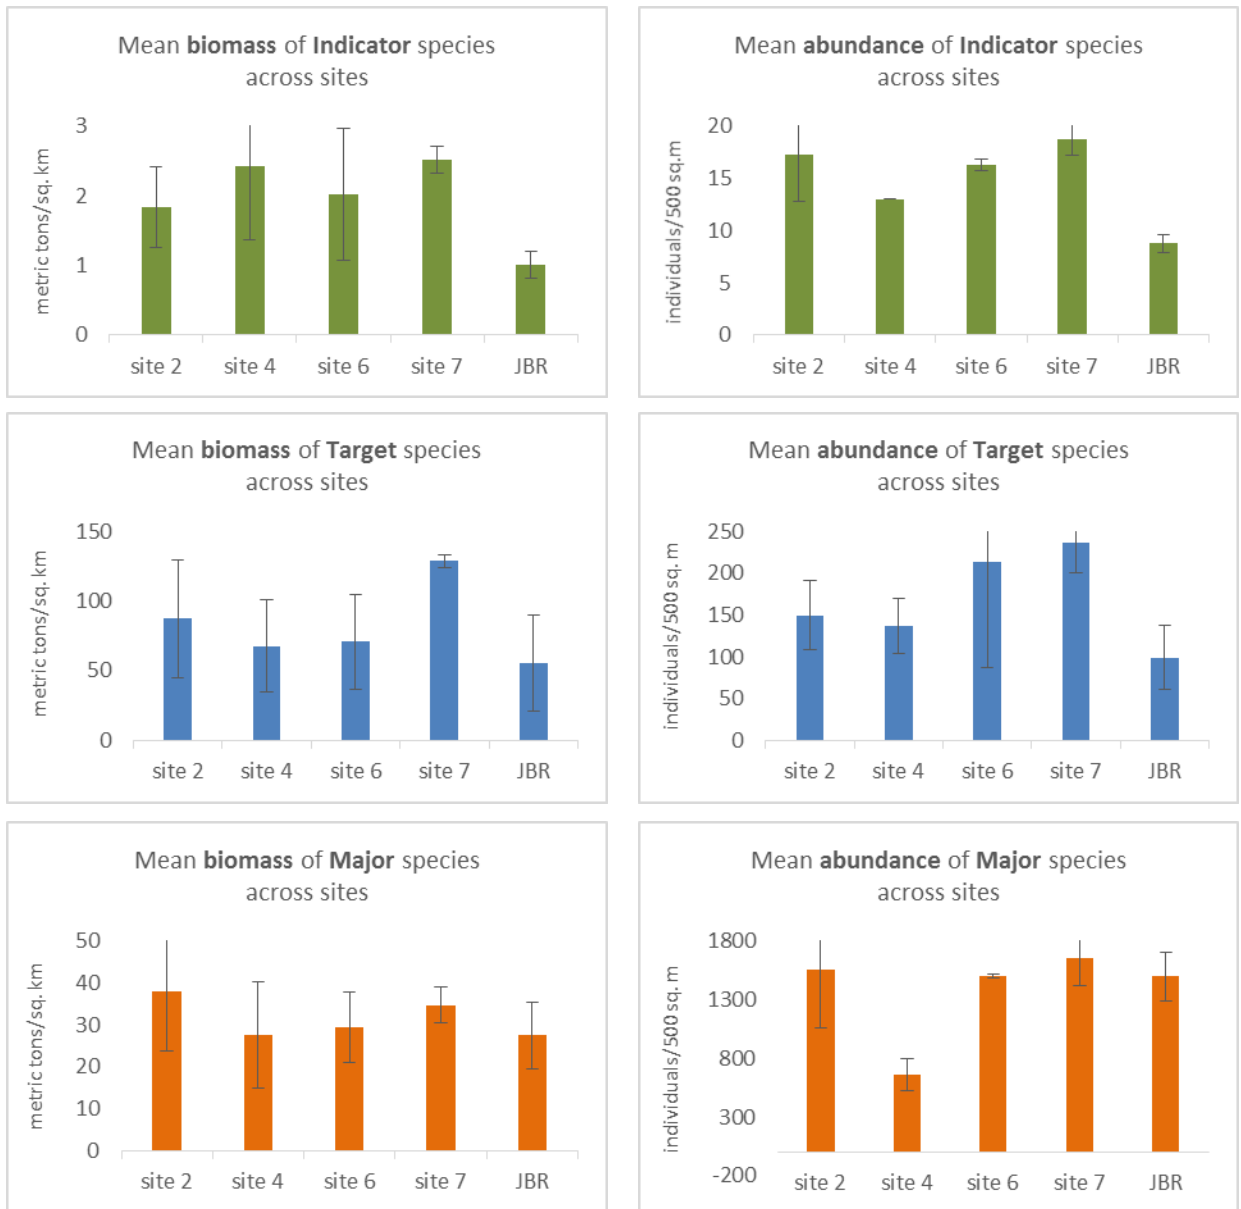 Mean biomass of Indicator species
across sites
metric tons/sq. km
3
2
1
0
site 2 site 4 site 6 site 7 JBR
Mean abundance of Indicator species
across sites
individuals/500 sq.m
20
15
10
5
0
site 2 site 4 site 6 site 7 JBR
Mean biomass of Target species
across sites
metric tons/sq. km
150
100
50
0
site 2 site 4 site 6 site 7 JBR
Mean abundance of Target species
across sites
individuals/500 sq. m
250
200
150
100
50
0
site 2 site 4 site 6 site 7 JBR
Mean biomass of Major species
across sites
metric tons/sq. km
50
40
30
20
10
0
site 2 site 4 site 6 site 7 JBR
Mean abundance of Major species
across sites
individuals/500 sq. m
1800
1300
800
300
-200
site 2 site 4 site 6 site 7 JBR